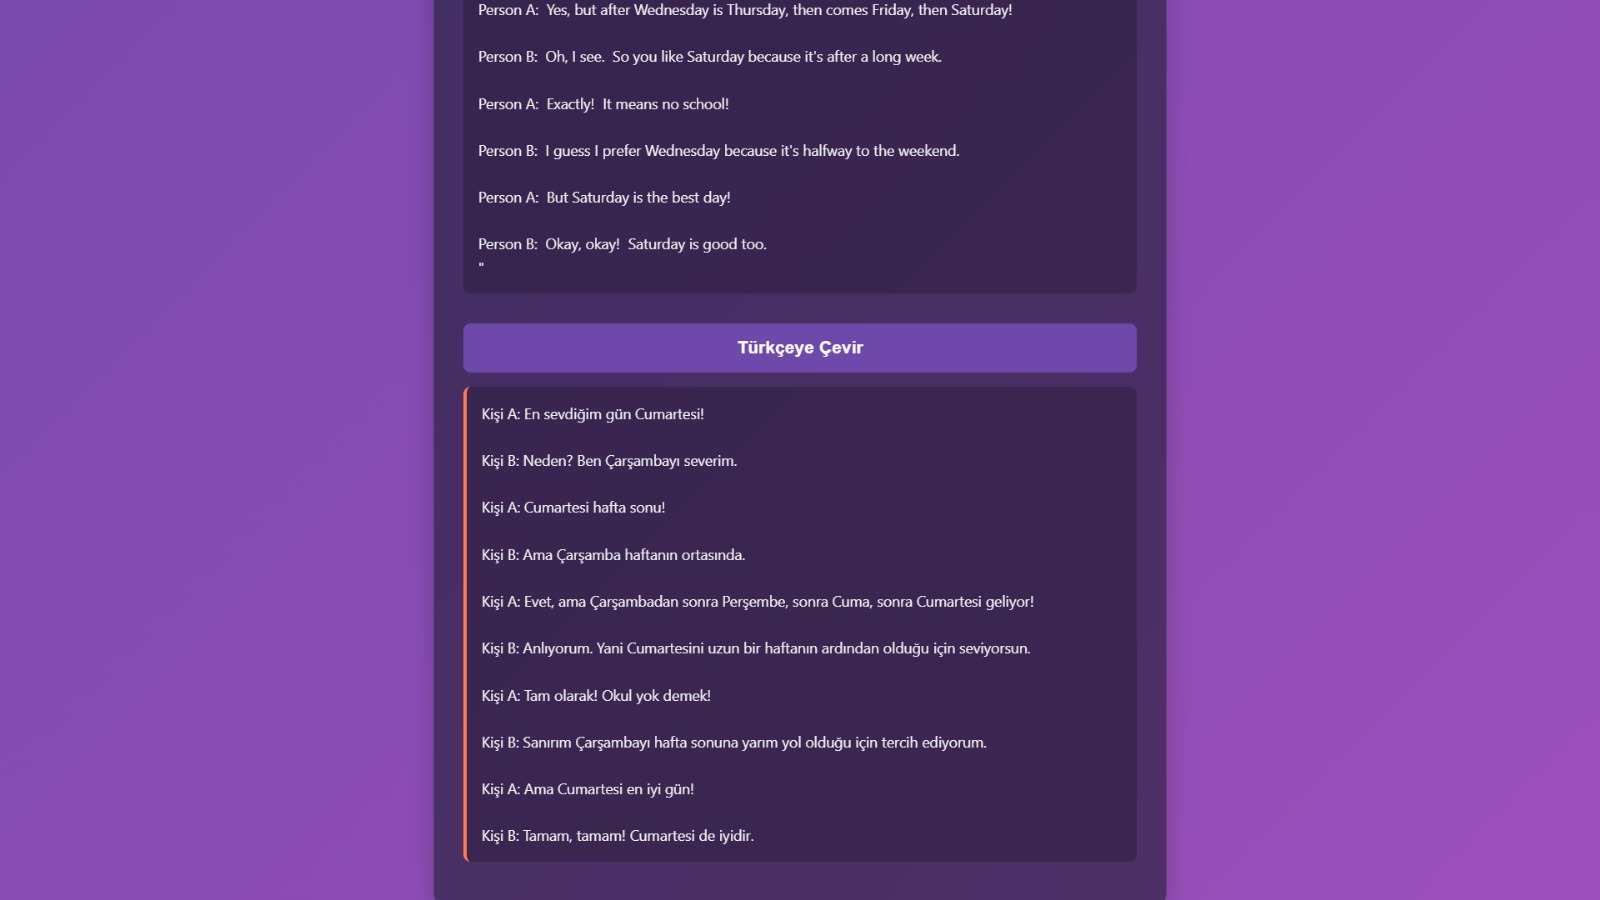 Person A:  Yes, but after Wednesday is Thursday, then comes Friday, then Saturday!
Person B:  Oh, I see.  So you like Saturday because it's after a long week.
Person A:  Exactly!  It means no school!
Person B:  I guess I prefer Wednesday because it's halfway to the weekend.
Person A:  But Saturday is the best day!
Person B:  Okay, okay!  Saturday is good too.
"
Türkçeye Çevir
Kişi A: En sevdiğim gün Cumartesi!
Kişi B: Neden? Ben Çarşambayı severim.
Kişi A: Cumartesi hafta sonu!
Kişi B: Ama Çarşamba haftanın ortasında.
Kişi A: Evet, ama Çarşambadan sonra Perşembe, sonra Cuma, sonra Cumartesi geliyor!
Kişi B: Anlıyorum. Yani Cumartesini uzun bir haftanın ardından olduğu için seviyorsun.
Kişi A: Tam olarak! Okul yok demek!
Kişi B: Sanırım Çarşambayı hafta sonuna yarım yol olduğu için tercih ediyorum.
Kişi A: Ama Cumartesi en iyi gün!
Kişi B: Tamam, tamam! Cumartesi de iyidir.